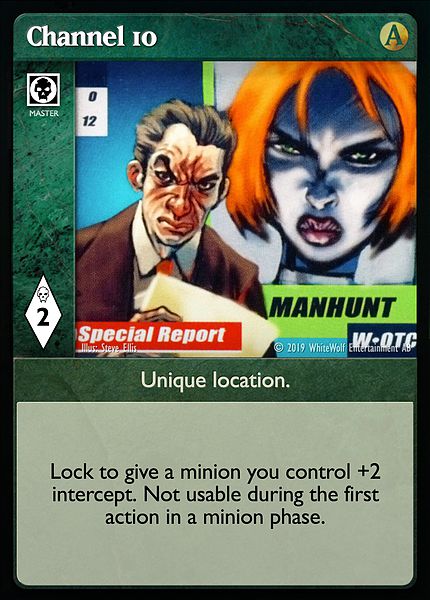 Channel 10
A
MASTER
0
12
2
MANHUNT
Special Report
W•OTC
Illus: Steve Ellis
© 2019 WhiteWolf Entertainment AB
Unique location.
Lock to give a minion you control +2
intercept. Not usable during the first
action in a minion phase.